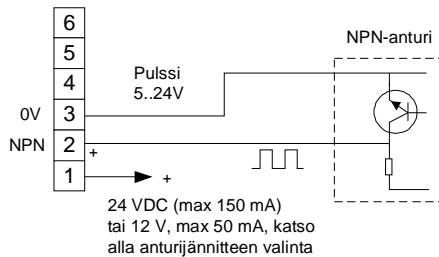 6
5
4
3
2
1
0V
NPN
+
+
Pulssi
5..24V
NPN-anturi
24 VDC (max 150 mA)
tai 12 V, max 50 mA, katso
alla anturijännitteen valinta